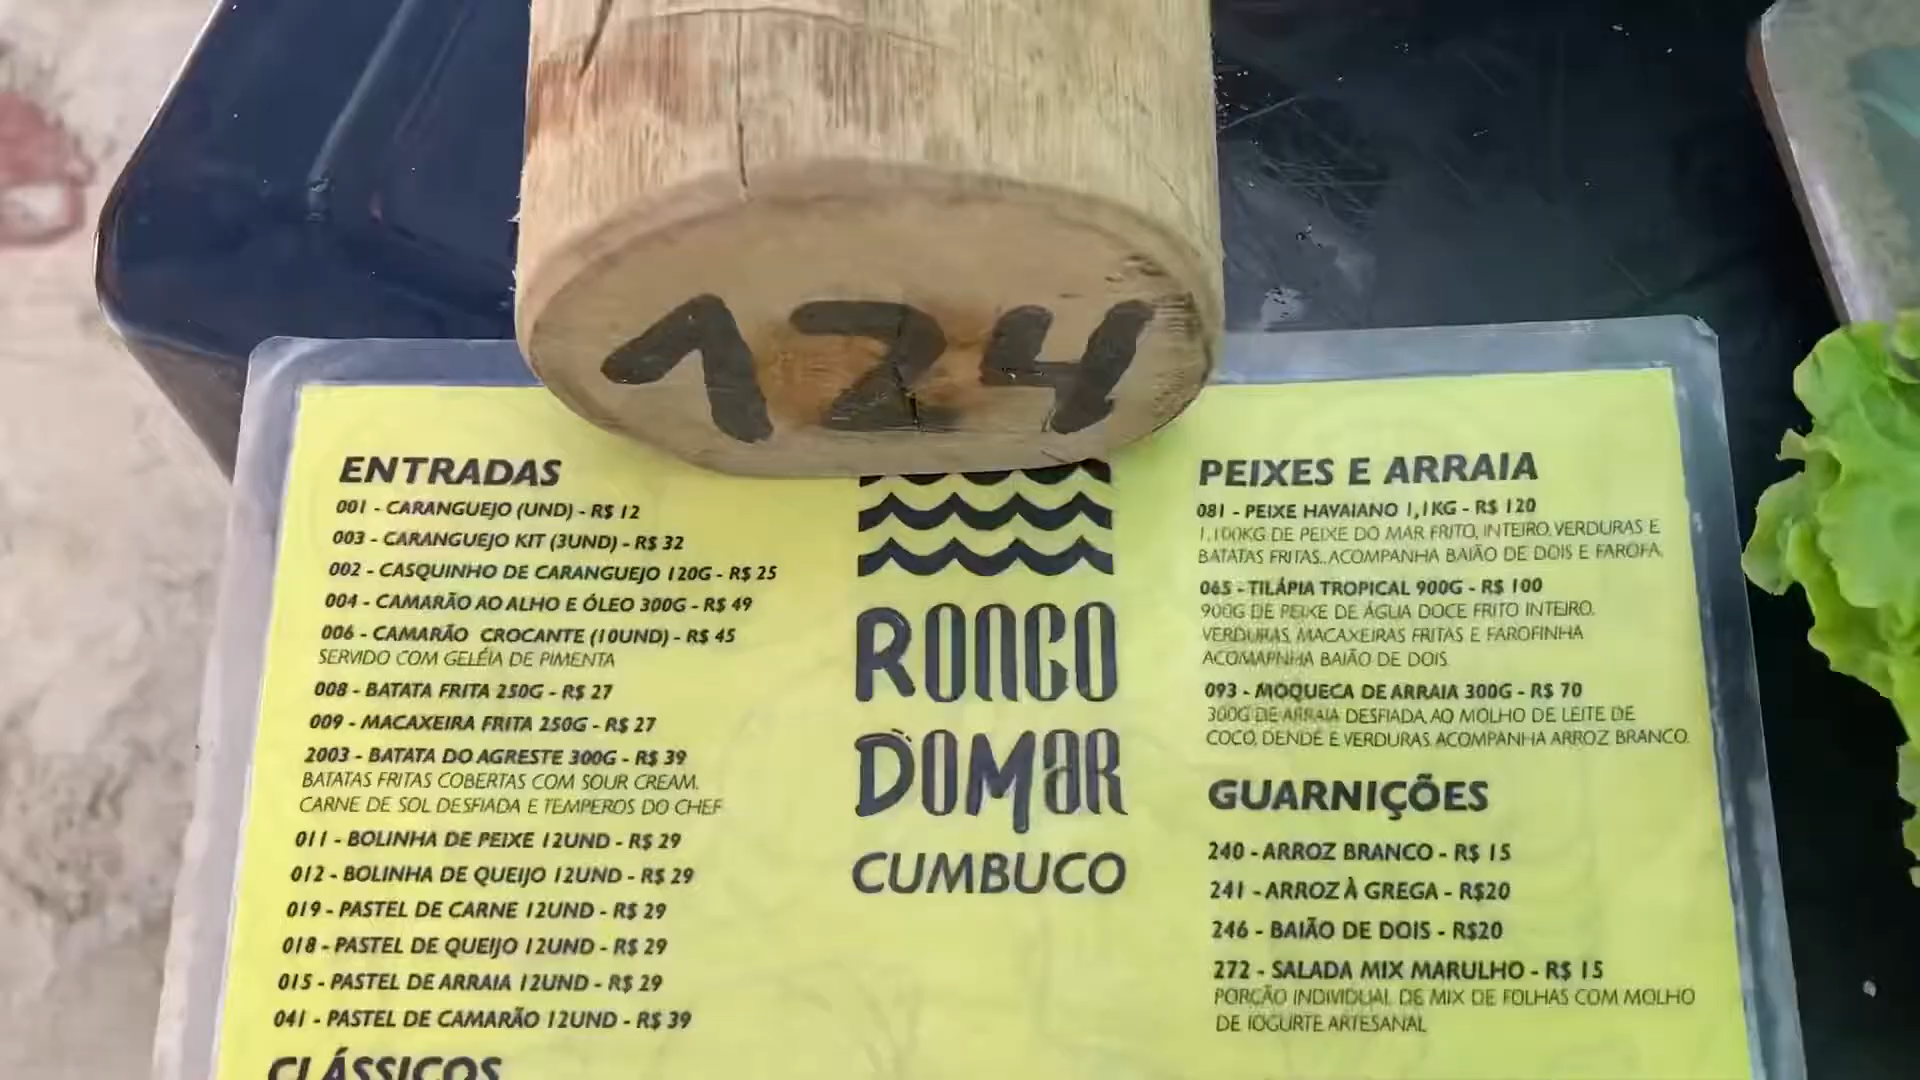 124
ENTRADAS
001 - CARANGUEJO (UND) - R$ 12
003 - CARANGUEJO KIT (3UND) - R$ 32
002 - CASQUINHO DE CARANGUEJO 120G - R$ 25
004 - CAMARÃO AO ALHO E ÓLEO 300G - R$ 49
006 - CAMARÃO CROCANTE (10UND) - R$ 45
SERVIDO COM GELÉIA DE PIMENTA
008 - BATATA FRITA 250G - R$ 27
009 - MACAXEIRA FRITA 250G - R$ 27
2003 - BATATA DO AGRESTE 300G - R$ 39
BATATAS FRITAS COBERTAS COM SOUR CREAM,
CARNE DE SOL DESFIADA E TEMPEROS DO CHEF
011 - BOLINHA DE PEIXE 12UND - R$ 29
012 - BOLINHA DE QUEIJO 12UND - R$ 29
019 - PASTEL DE CARNE 12UND - R$ 29
018 - PASTEL DE QUEIJO 12UND - R$ 29
015 - PASTEL DE ARRAIA 12UND - R$ 29
041 - PASTEL DE CAMARÃO 12UND - R$ 39
CLÁSSICOS
RONCO
DOMAR
CUMBUCO
PEIXES E ARRAIA
081 - PEIXE HAVAIANO 1,1KG - R$ 120
1,100KG DE PEIXE DO MAR FRITO, INTEIRO, VERDURAS E
BATATAS FRITAS..ACOMPANHA BAIÃO DE DOIS E FAROFA.
065 - TILÁPIA TROPICAL 900G - R$ 100
900G DE PEIXE DE ÁGUA DOCE FRITO INTEIRO,
VERDURAS, MACAXEIRAS FRITAS E FAROFINHA
ACOMAPNHA BAIÃO DE DOIS
093 - MOQUECA DE ARRAIA 300G - R$ 70
300G DE ARRAIA DESFIADA, AO MOLHO DE LEITE DE
COCO, DENDÊ E VERDURAS. ACOMPANHA ARROZ BRANCO.
GUARNIÇÕES
240 - ARROZ BRANCO - R$ 15
241 - ARROZ À GREGA - R$20
246 - BAIÃO DE DOIS - R$20
272 - SALADA MIX MARULHO - R$ 15
PORÇÃO INDIVIDUAL DE MIX DE FOLHAS COM MOLHO
DE IOGURTE ARTESANAL